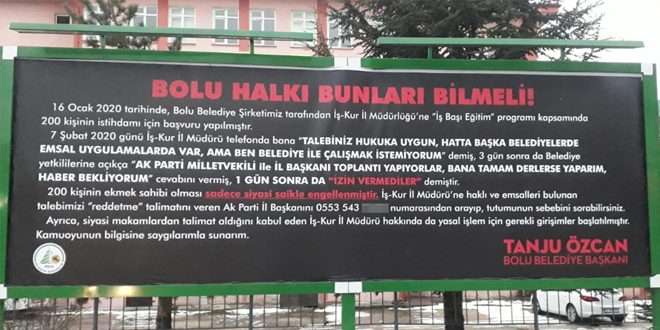 BOLU HALKI BUNLARI BİLMELİ!
16 Ocak 2020 tarihinde, Bolu Belediye Şirketimiz tarafından İş-Kur İl Müdürlüğü'ne "İş Başı Eğitim" programı kapsamında
200 kişinin istihdamı için başvuru yapılmıştır.
7 Şubat 2020 günü İş-Kur İl Müdürü telefonda bana "TALEBİNİZ HUKUKA UYGUN, HATTA BAŞKA BELEDİYELERDE
EMSAL UYGULAMALARDA VAR, AMA BEN BELEDİYE İLE ÇALIŞMAK İSTEMİYORUM" demiş, 3 gün sonra da Belediye
yetkililerine açıkça "AK PARTİ MİLLETVEKİLİ ile İL BAŞKANI TOPLANTI YAPIYORLAR, BANA TAMAM DERLERSE YAPARIM,
HABER BEKLİYORUM" cevabını vermiş, 1 GÜN SONRA DA "İZİN VERMEDİLER" demiştir.
200 kişinin ekmek sahibi olması sadece siyasi saikle engellenmiştir. İş-Kur İl Müdürü'ne haklı ve emsalleri bulunan
talebimizi "reddetme" talimatını veren Ak Parti İl Başkanını 0553 543 numarasından arayıp, tutumunun sebebini sorabilirsiniz.
Ayrıca, siyasi makamlardan talimat aldığını kabul eden İş-Kur İl Müdürü hakkında da yasal işlem için gerekli girişimler başlatılmıştır.
Kamuoyunun bilgisine saygılarımla sunarım.
TANJU ÖZCAN
BOLU BELEDİYE BAŞKANI